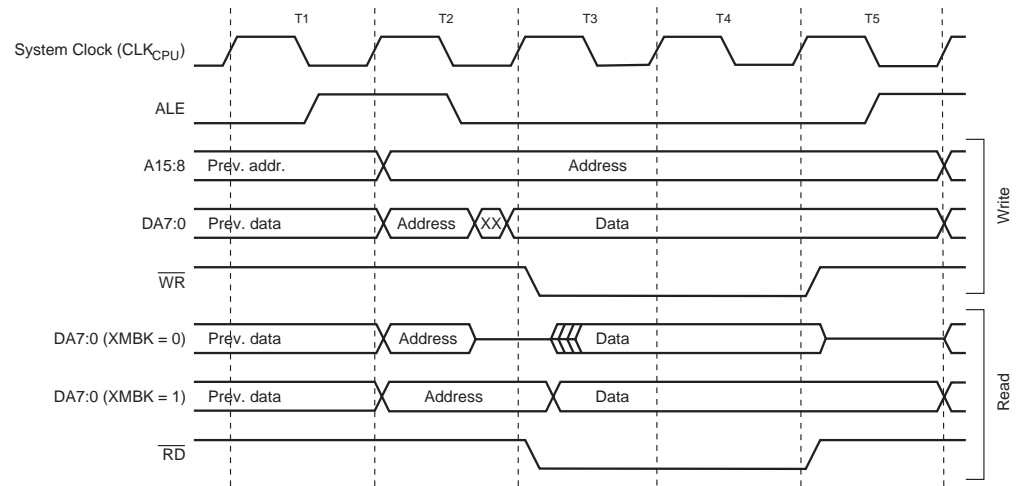 T1 T2 T3 T4 T5
System Clock (CLKCPU)
ALE
A15:8 Prev. addr. Address
DA7:0 Prev. data Address XX Data
WR
Write
DA7:0 (XMBK = 0) Prev. data Address Data
DA7:0 (XMBK = 1) Prev. data Address Data
RD
Read